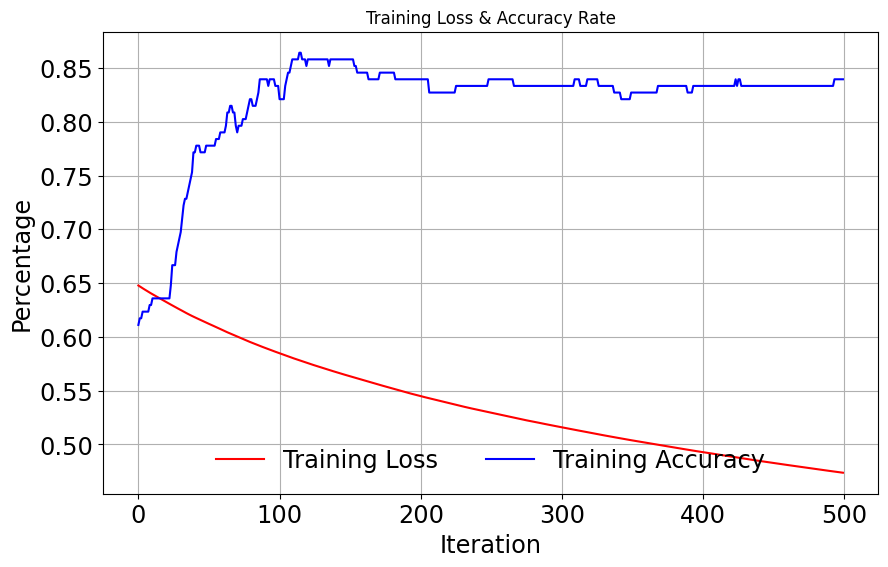 Training Loss & Accuracy Rate
0.85
0.80
0.75
0.70
0.65
0.60
0.55
0.50
Percentage
Training Loss
Training Accuracy
0 100 200 300 400 500
Iteration